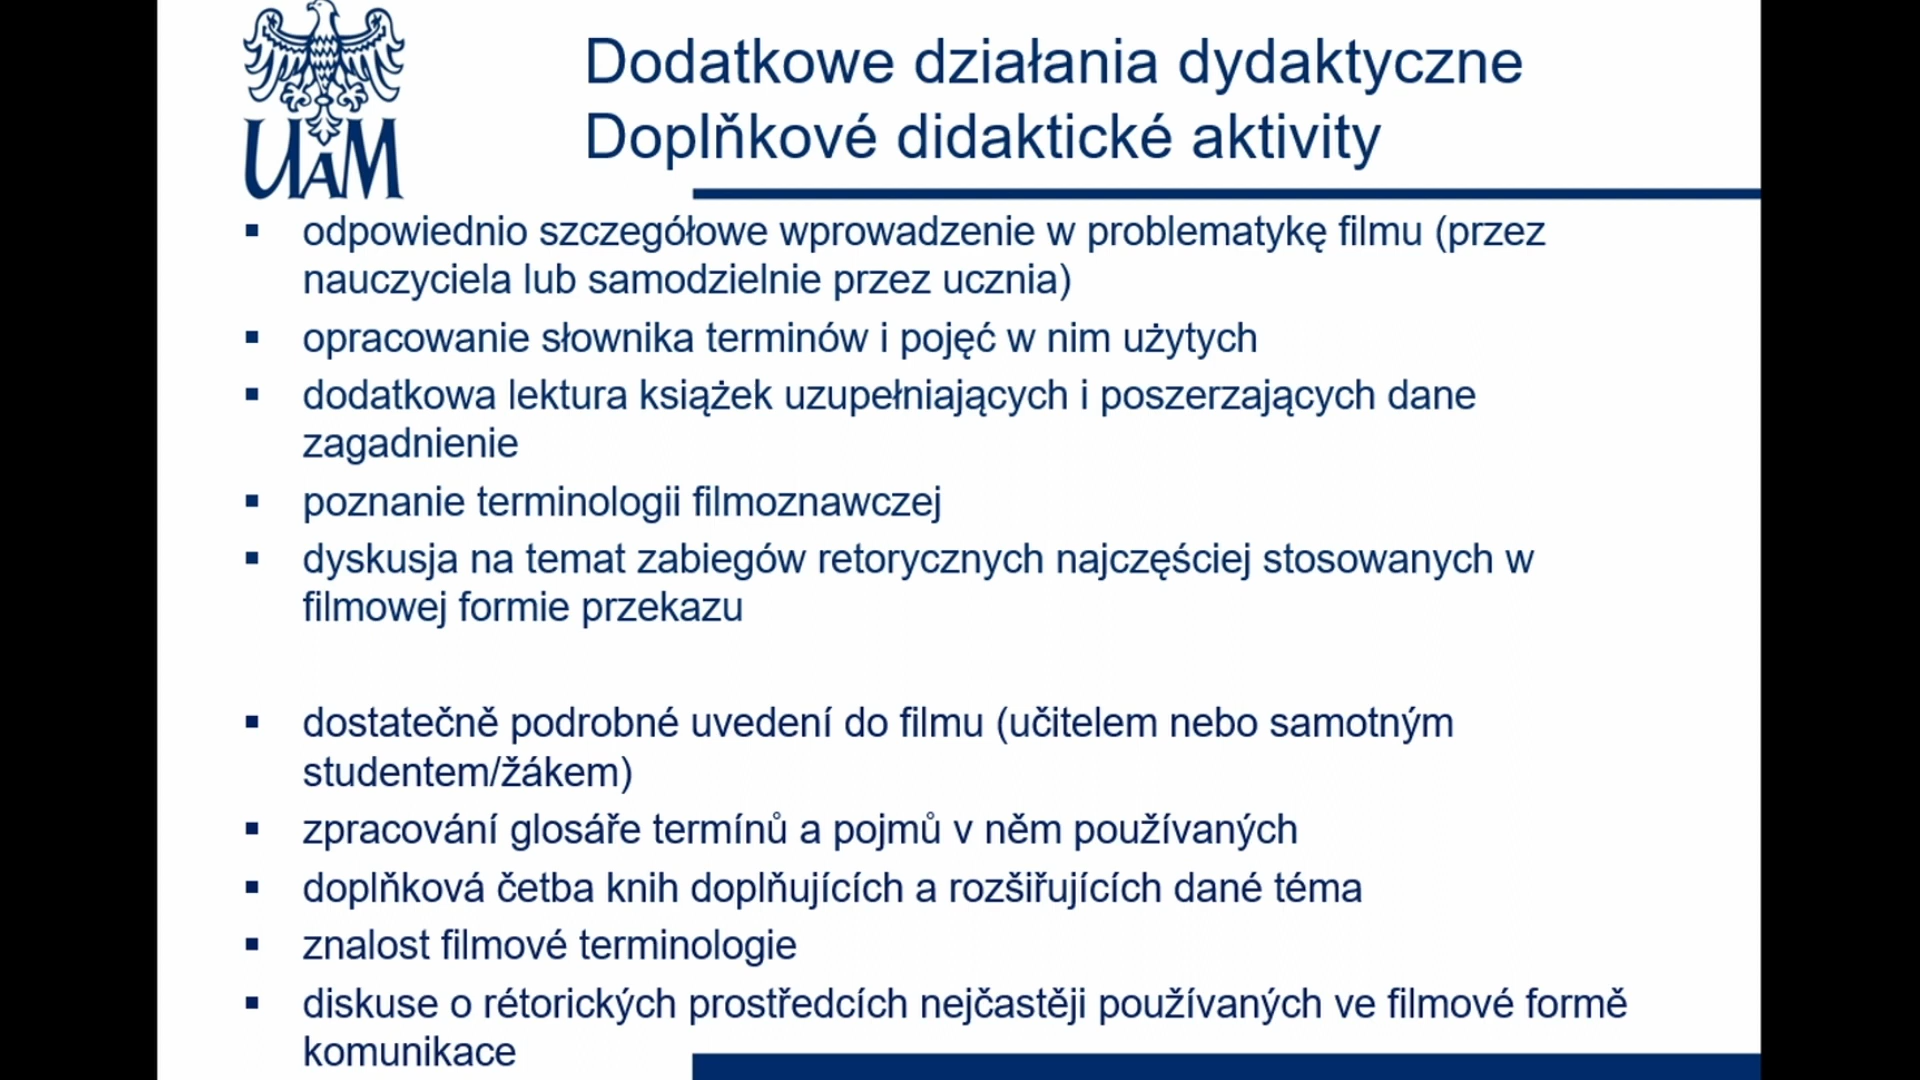 UAM
Dodatkowe działania dydaktyczne
Doplňkové didaktické aktivity
▪ odpowiednio szczegółowe wprowadzenie w problematykę filmu (przez
nauczyciela lub samodzielnie przez ucznia)
▪ opracowanie słownika terminów i pojęć w nim użytych
▪ dodatkowa lektura książek uzupełniających i poszerzających dane
zagadnienie
▪ poznanie terminologii filmoznawczej
▪ dyskusja na temat zabiegów retorycznych najczęściej stosowanych w
filmowej formie przekazu
▪ dostatečně podrobné uvedení do filmu (učitelem nebo samotným
studentem/žákem)
▪ zpracování glosáře termínů a pojmů v něm používaných
▪ doplňková četba knih doplňujících a rozšiřujících dané téma
▪ znalost filmové terminologie
▪ diskuse o rétorických prostředcích nejčastěji používaných ve filmové formě
komunikace